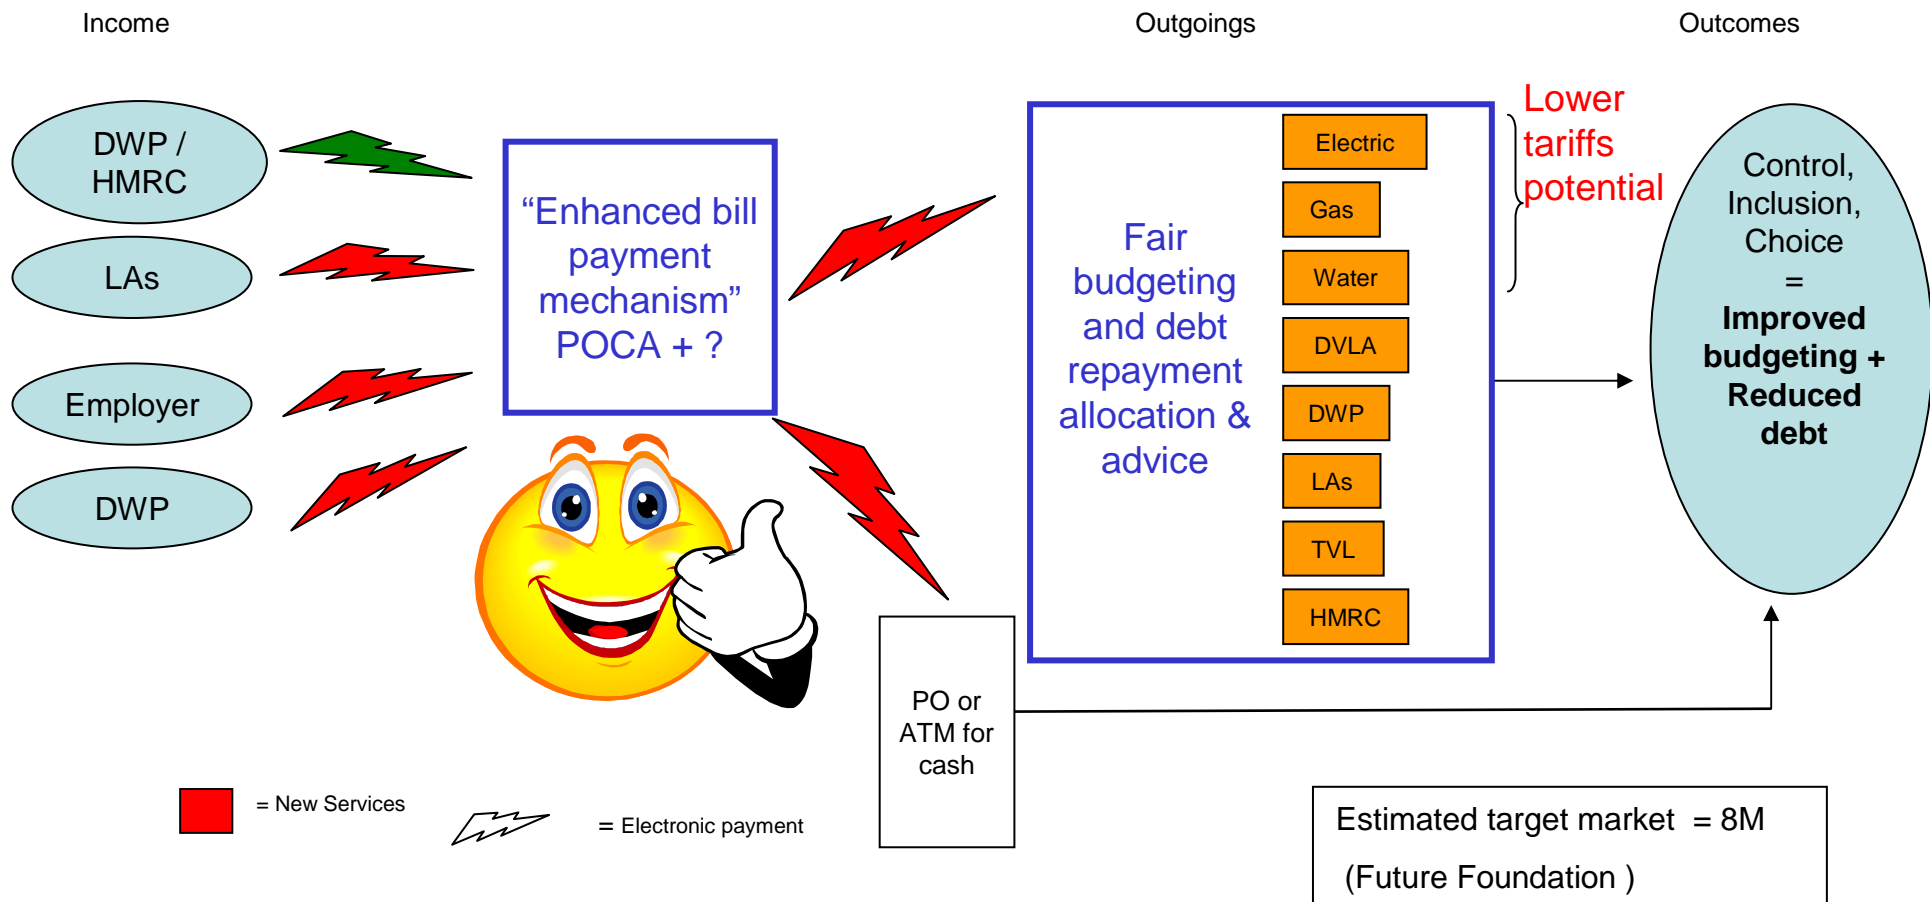 Income
Outgoings
Outcomes
DWP /
HMRC
LAs
Employer
DWP
“Enhanced bill
payment
mechanism”
POCA + ?
Fair
budgeting
and debt
repayment
allocation &
advice
Electric
Gas
Water
DVLA
DWP
LAs
TVL
HMRC
Lower
tariffs
potential
Control,
Inclusion,
Choice
=
Improved
budgeting +
Reduced
debt
PO or
ATM for
cash
= New Services
= Electronic payment
Estimated target market = 8M
(Future Foundation )